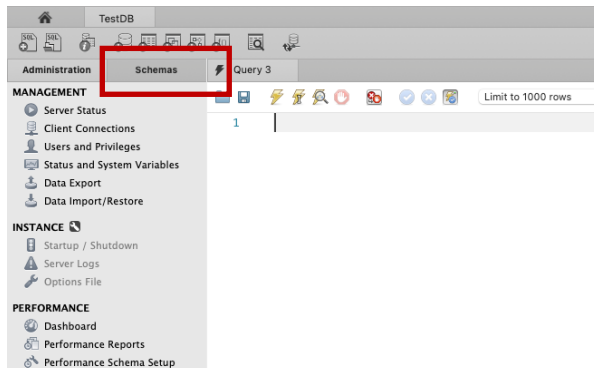 TestDB
Administration Schemas Query 3
MANAGEMENT
Server Status
Client Connections
Users and Privileges
Status and System Variables
Data Export
Data Import/Restore
INSTANCE
Startup / Shutdown
Server Logs
Options File
PERFORMANCE
Dashboard
Performance Reports
Performance Schema Setup
Limit to 1000 rows
1